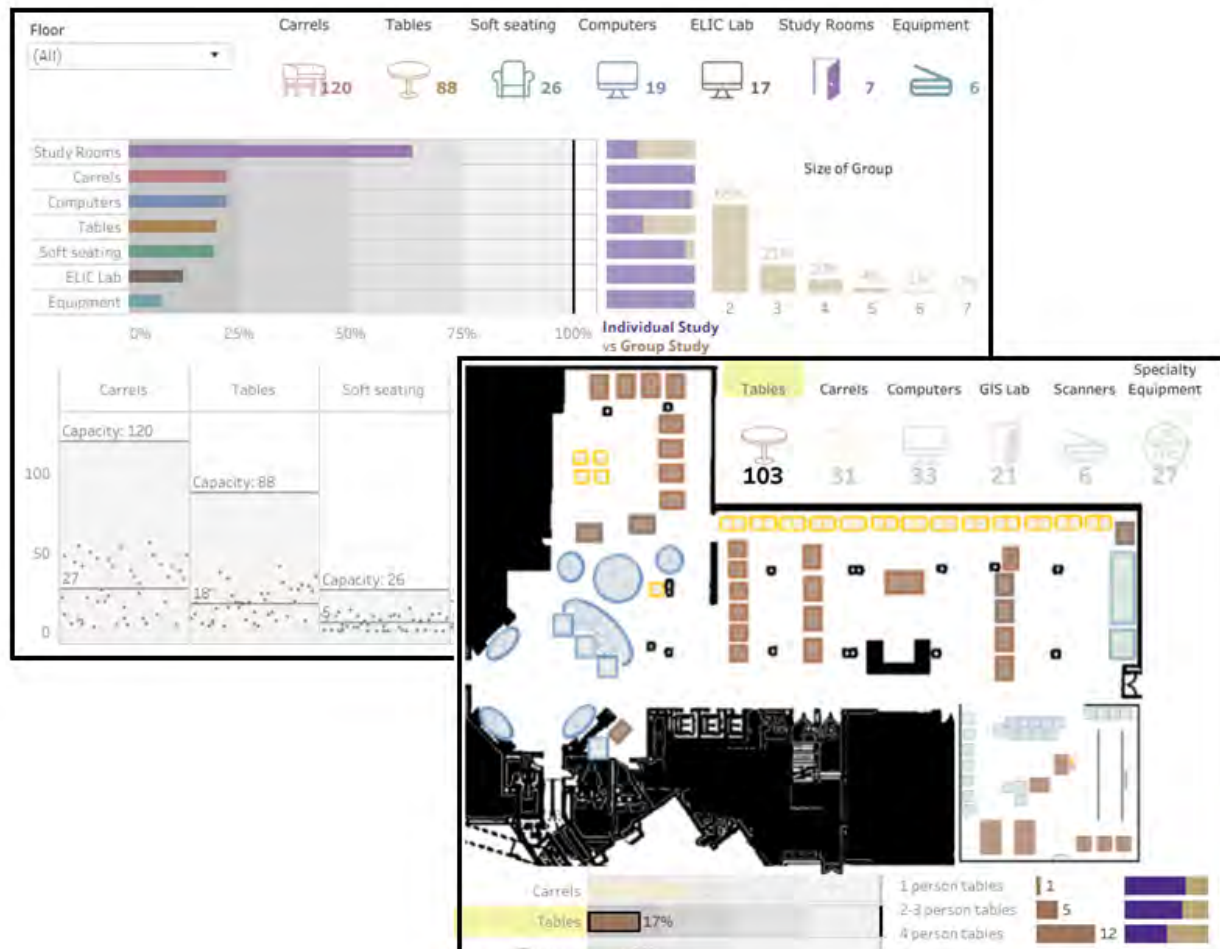 Floor
(All)
Carrels Tables Soft seating Computers ELIC Lab Study Rooms Equipment
120 88 26 19 17 7 6
Study Rooms
Carrels
Computers
Tables
Soft seating
ELIC Lab
Equipment
0% 25% 50% 75% 100%
Individual Study
vs Group Study
Size of Group
21%
2 3 4 5 6 7
Carrels Tables Soft seating
Capacity: 120
Capacity: 88
Capacity: 26
100
50
0
27
18
5
Tables Carrels Computers GIS Lab Scanners Specialty Equipment
103 31 33 21 6 27
Carrels
Tables
17%
1 person tables 1
2-3 person tables 5
4 person tables 12